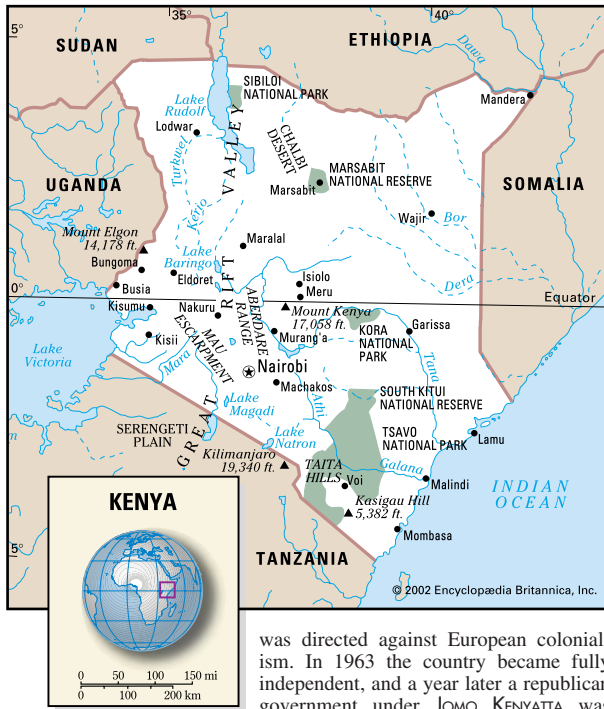 35°
40°
5°
SUDAN
ETHIOPIA
Dawa
SIBILOI
NATIONAL PARK
Mandera
Lake
Rudolf
Lodwar
CHALBI
DESERT
Turkwel
VALLEY
MARSABIT
NATIONAL RESERVE
Marsabit
UGANDA
SOMALIA
Kerio
Wajir
Bor
Mount Elgon
14,178 ft.
Maralal
Bungoma
Lake
Baringo
Eldoret
Isiolo
Dera
Busia
RIFT
Meru
0°
Equator
Kisumu
Nakuru
ABERDARE
RANGE
Mount Kenya
17,058 ft.
KORA
NATIONAL
PARK
Garissa
Kisii
MAU
ESCARPMENT
Murang'a
Lake
Victoria
Mara
Nairobi
Tana
Machakos
SOUTH KITUI
NATIONAL RESERVE
Lake
Magadi
Athi
SERENGETI
PLAIN
GREAT
Lake
Natron
TSAVO
NATIONAL PARK
Lamu
Kilimanjaro
19,340 ft.
TAITA
HILLS
Galana
Voi
Malindi
INDIAN
OCEAN
KENYA
Kasigau Hill
5,382 ft.
Mombasa
5°
TANZANIA
© 2002 Encyclopædia Britannica, Inc.
0 50 100 150 mi
0 100 200 km
was directed against European colonial-
ism. In 1963 the country became fully
independent, and a year later a republican
government under JOMO KENYATTA was